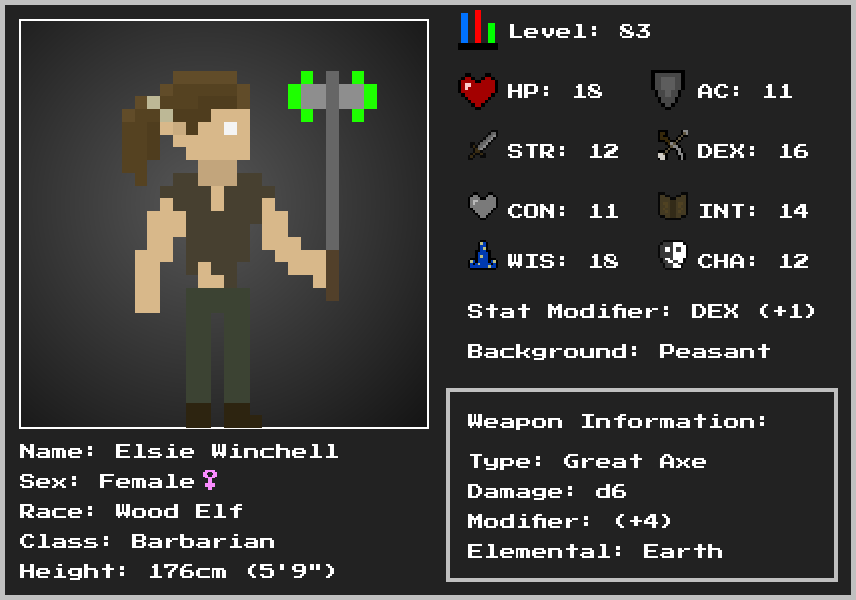 Level: 83
HP: 18
AC: 11
STR: 12
DEX: 16
CON: 11
INT: 14
WIS: 18
CHA: 12
Stat Modifier: DEX (+1)
Background: Peasant
Weapon Information:
Type: Great Axe
Damage: d6
Modifier: (+4)
Elemental: Earth
Name: Elsie Winchell
Sex: Female♀
Race: Wood Elf
Class: Barbarian
Height: 176cm (5'9")